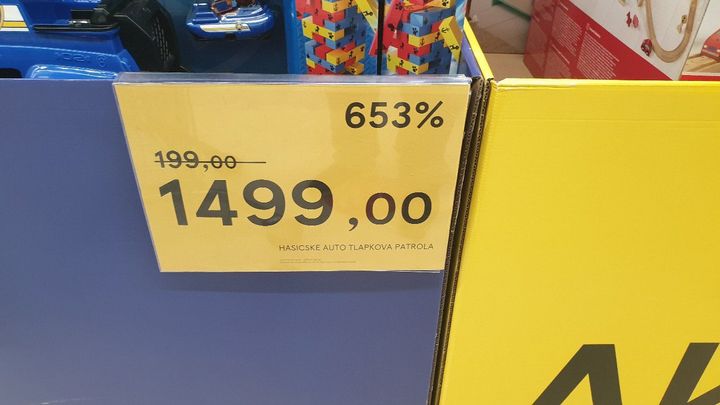 653%
199,00
1499,00
HASICSKE AUTO TLAPKOVA PATROLA